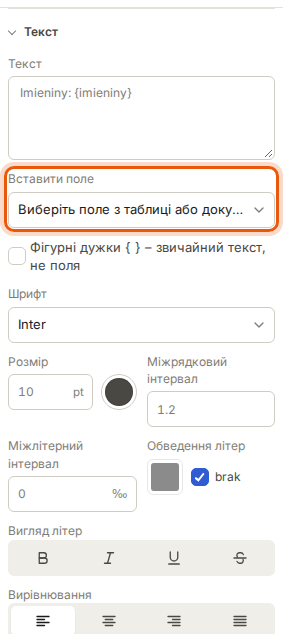 Текст
Текст
Imieniny: {imieniny}
Вставити поле
Виберіть поле з таблиці або доку...
Фігурні дужки { } – звичайний текст,
не поля
Шрифт
Inter
Розмір
Міжрядковий
інтервал
10 pt
1.2
Міжлітерний
інтервал
Обведення літер
0 ‰
brak
Вигляд літер
B I U S
Вирівнювання